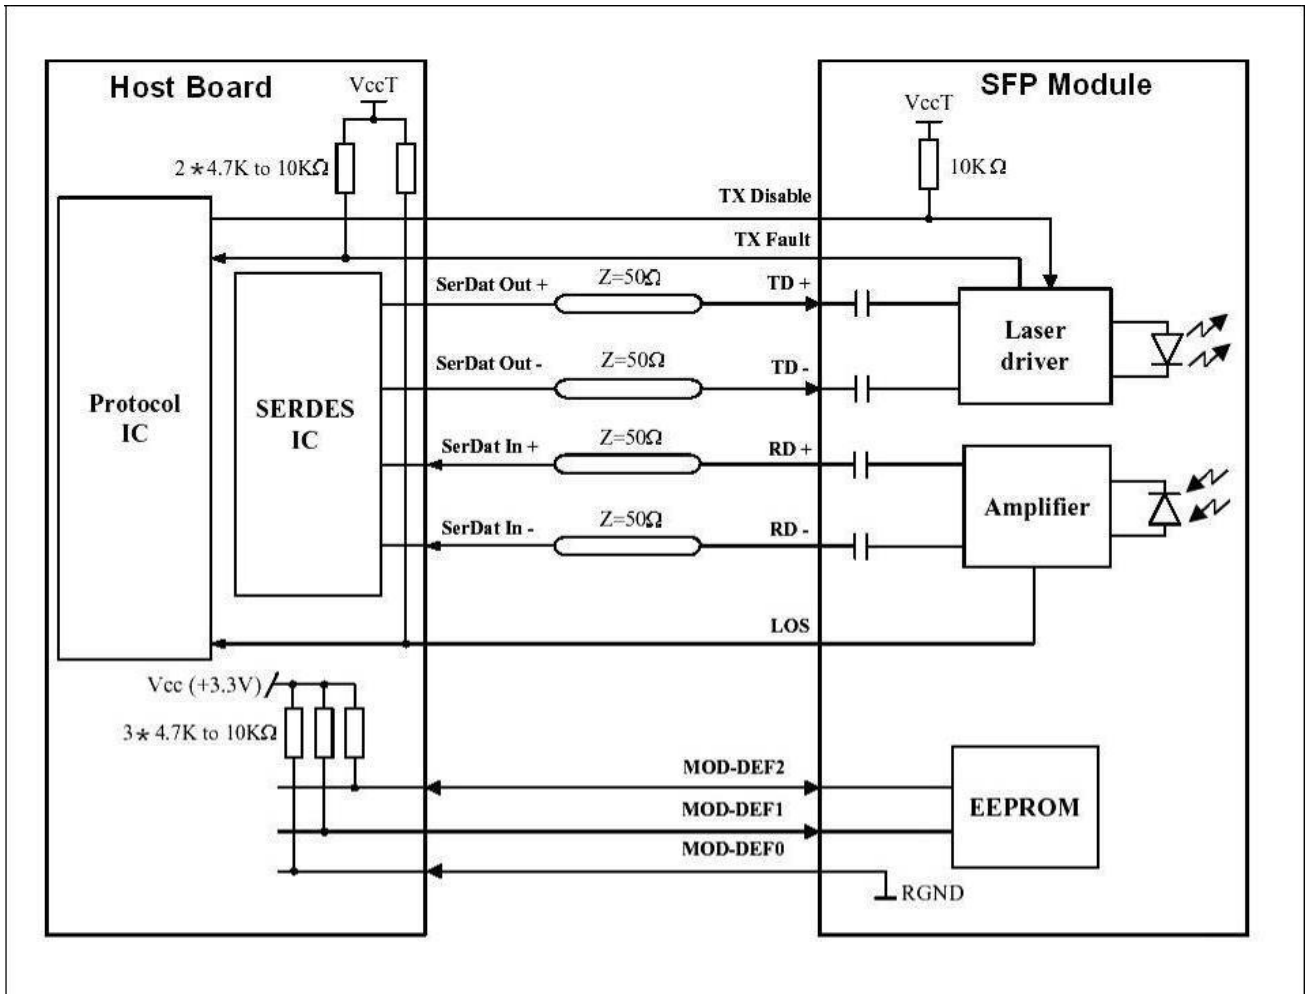 Host Board
SFP Module
VccT
VccT
2*4.7K to 10KΩ
10KΩ
TX Disable
TX Fault
SerDat Out +
Z=50Ω
TD +
Laser
driver
SerDat Out -
Z=50Ω
TD -
Protocol
IC
SERDES
IC
SerDat In +
Z=50Ω
RD +
Amplifier
SerDat In -
Z=50Ω
RD -
LOS
Vcc (+3.3V)
3*4.7K to 10KΩ
MOD-DEF2
MOD-DEF1
EEPROM
MOD-DEF0
RGND